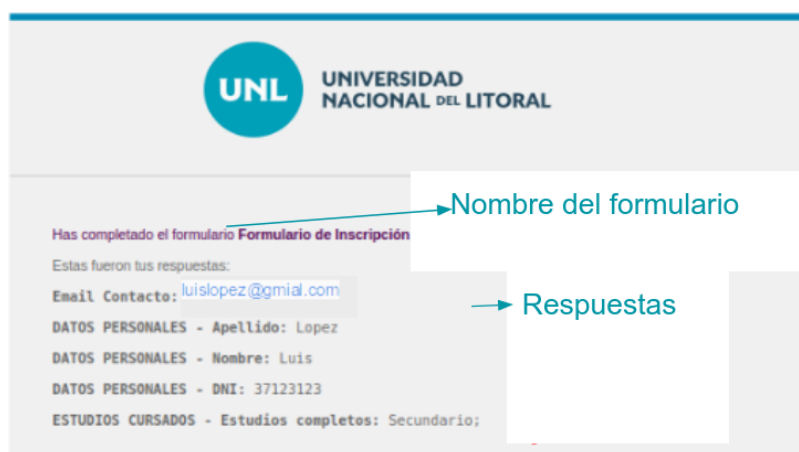 UNL
UNIVERSIDAD
NACIONAL DEL LITORAL
Nombre del formulario
Has completado el formulario Formulario de Inscripción
Estas fueron tus respuestas:
Email Contacto: luislopez@gmial.com
Respuestas
DATOS PERSONALES - Apellido: Lopez
DATOS PERSONALES - Nombre: Luis
DATOS PERSONALES - DNI: 37123123
ESTUDIOS CURSADOS - Estudios completos: Secundario;